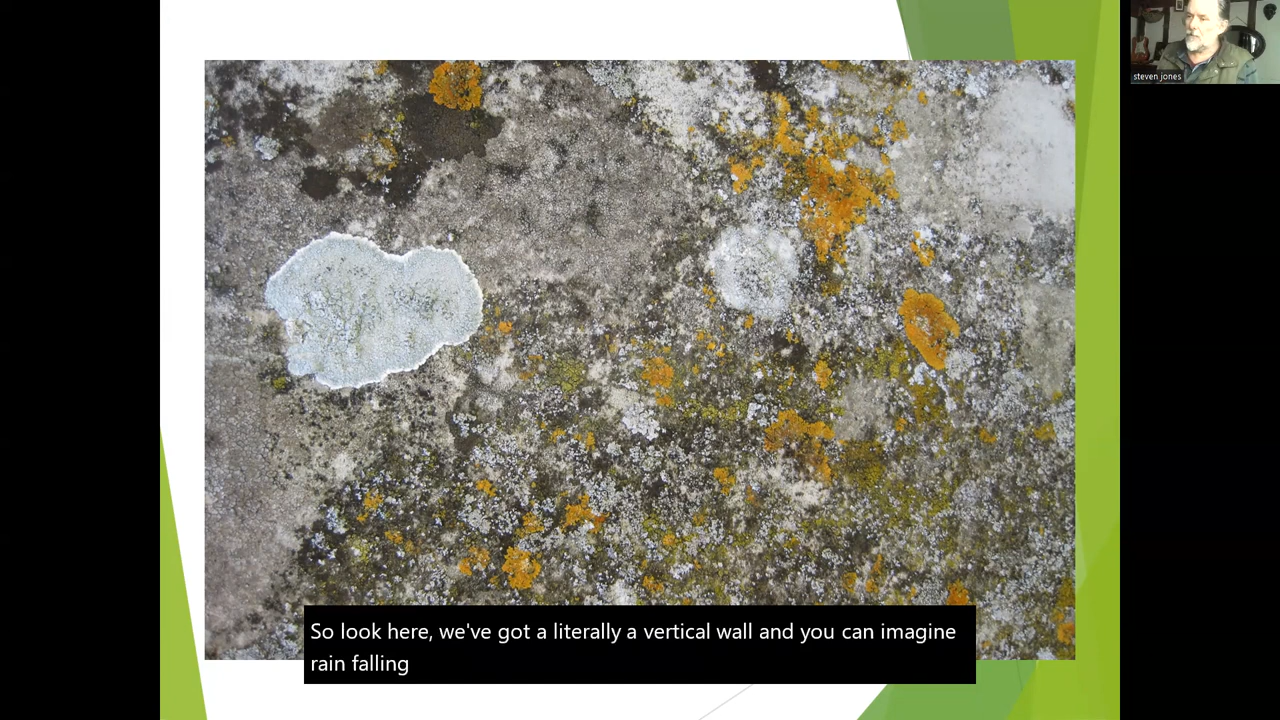 steven jones
So look here, we've got a literally a vertical wall and you can imagine
rain falling